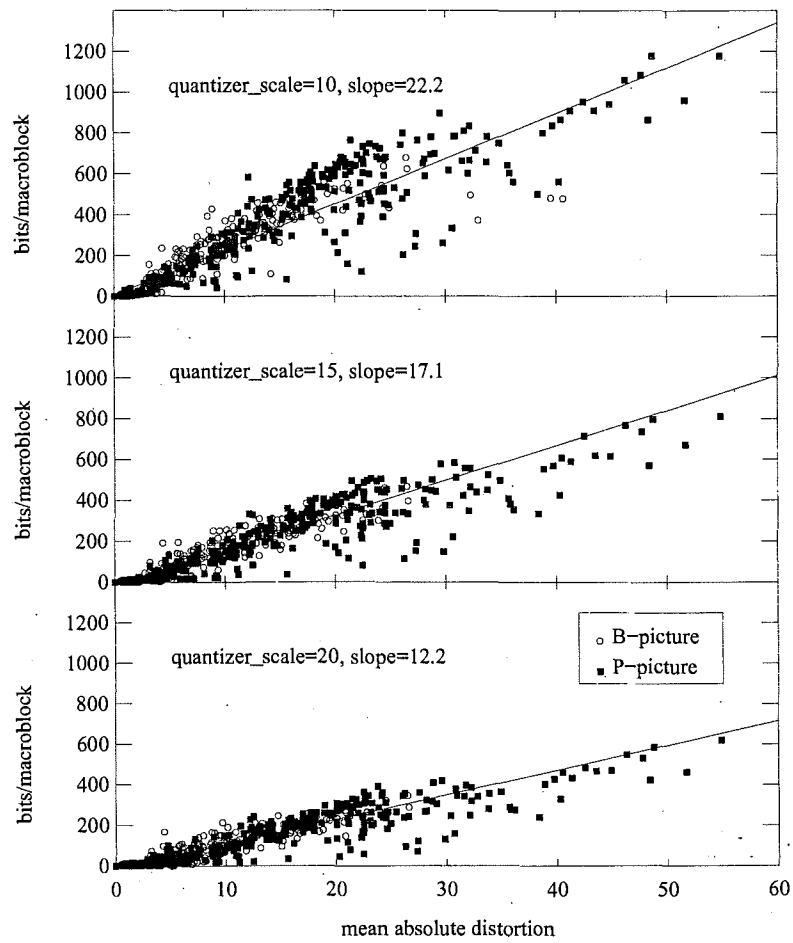 1200
1000
800
600
400
200
0
bits/macroblock
quantizer_scale=10, slope=22.2
1200
1000
800
600
400
200
0
bits/macroblock
quantizer_scale=15, slope=17.1
1200
1000
800
600
400
200
0
bits/macroblock
quantizer_scale=20, slope=12.2
B-picture
P-picture
0 10 20 30 40 50 60
mean absolute distortion